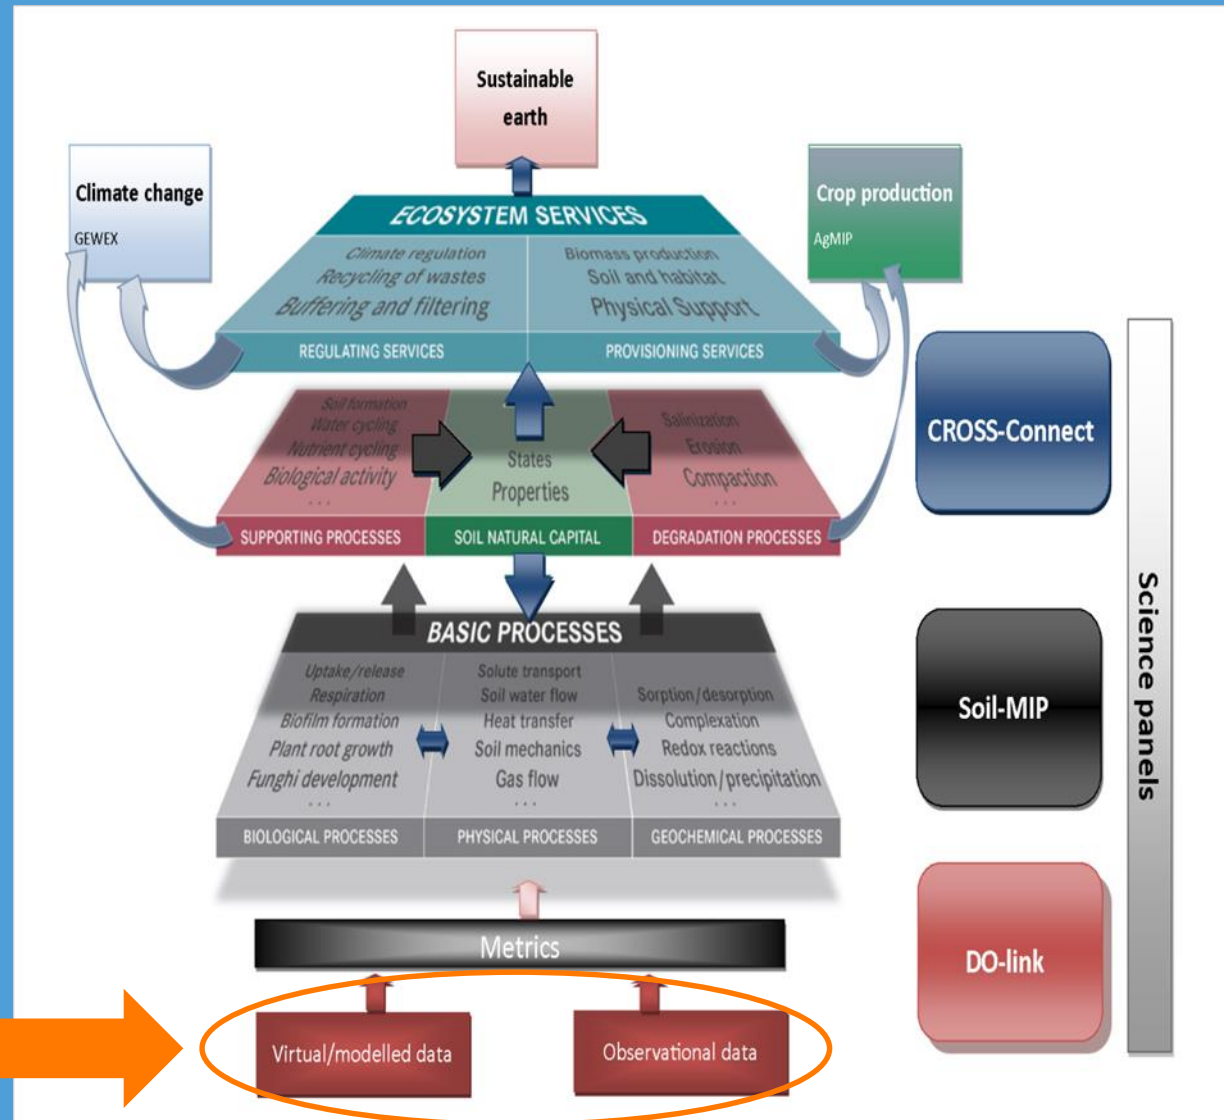 Sustainable
earth
Climate change
GEWEX
Crop production
AgMIP
ECOSYSTEM SERVICES
Climate regulation
Recycling of wastes
Buffering and filtering
Biomass production
Soil and habitat
Physical Support
REGULATING SERVICES
PROVISIONING SERVICES
Soil formation
Water cycling
Nutrient cycling
Biological activity
...
States
Properties
Salinization
Erosion
Compaction
...
SUPPORTING PROCESSES
SOIL NATURAL CAPITAL
DEGRADATION PROCESSES
BASIC PROCESSES
Uptake/release
Respiration
Biofilm formation
Plant root growth
Funghi development
...
Solute transport
Soil water flow
Heat transfer
Soil mechanics
Gas flow
...
Sorption/desorption
Complexation
Redox reactions
Dissolution/precipitation
...
BIOLOGICAL PROCESSES
PHYSICAL PROCESSES
GEOCHEMICAL PROCESSES
Metrics
Virtual/modelled data
Observational data
CROSS-Connect
Soil-MIP
DO-link
Science panels